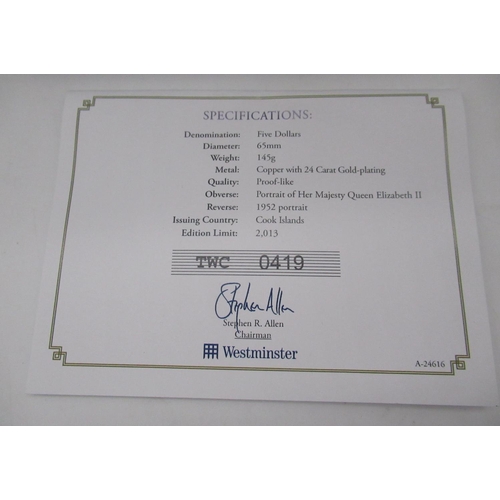 SPECIFICATIONS:
Denomination: Five Dollars
Diameter: 65mm
Weight: 145g
Metal: Copper with 24 Carat Gold-plating
Quality: Proof-like
Obverse: Portrait of Her Majesty Queen Elizabeth II
Reverse: 1952 portrait
Issuing Country: Cook Islands
Edition Limit: 2,013
TWC 0419
Stephen Allen
Stephen R. Allen
Chairman
Westminster
A-24616